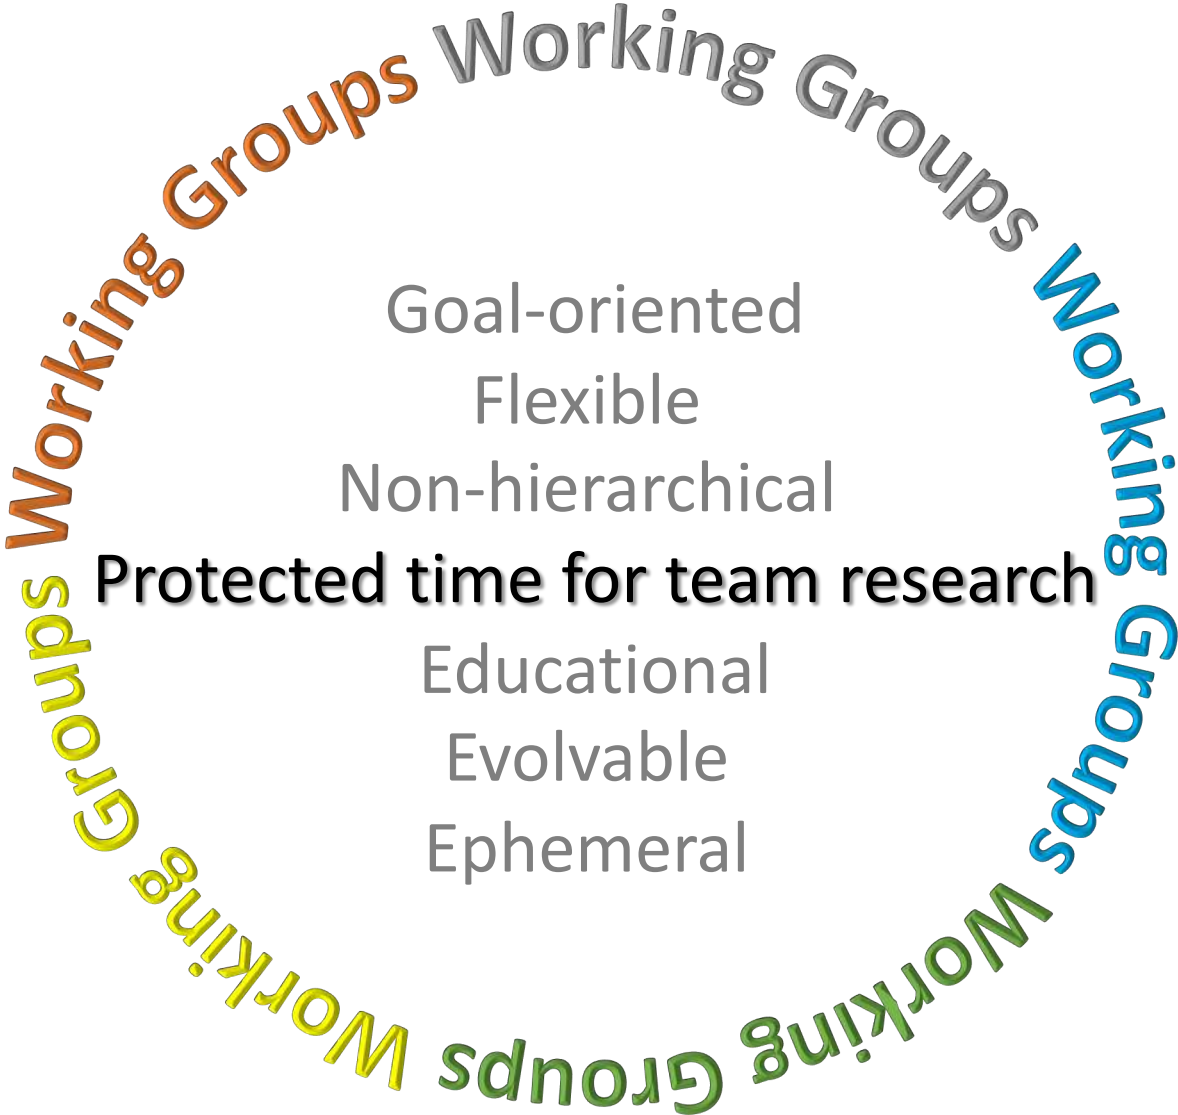 Working Groups
Working Groups
Working Groups
Working Groups
Working Groups
Goal-oriented
Flexible
Non-hierarchical
Protected time for team research
Educational
Evolvable
Ephemeral